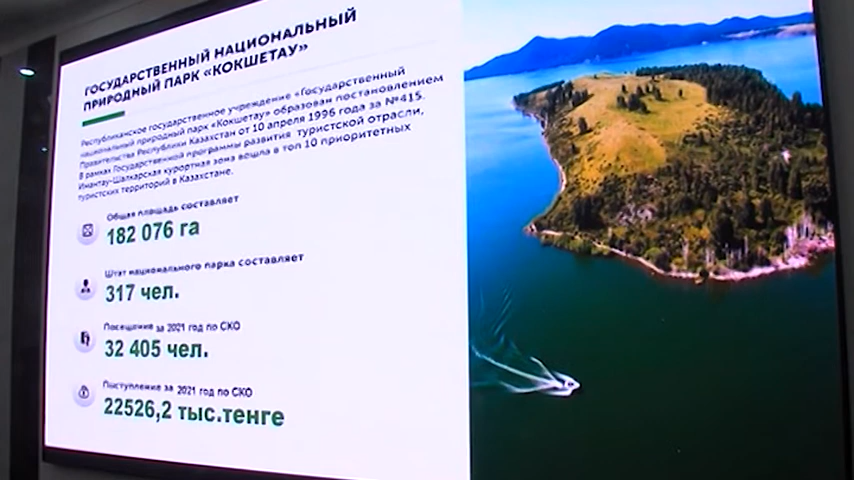 ГОСУДАРСТВЕННЫЙ НАЦИОНАЛЬНЫЙ
ПРИРОДНЫЙ ПАРК «КОКШЕТАУ»
Республиканское государственное учреждение «Государственный
национальный природный парк «Кокшетау» образован постановлением
Правительства Республики Казахстан от 10 апреля 1996 года за №415.
В рамках Государственной программы развития туристской отрасли,
Имантау-Шалкарская курортная зона вошла в топ 10 приоритетных
туристских территорий в Казахстане.
Общая площадь составляет
182 076 га
Штат национального парка составляет
317 чел.
Посещение за 2021 год по СКО
32 405 чел.
Поступление за 2021 год по СКО
22526,2 тыс.тенге